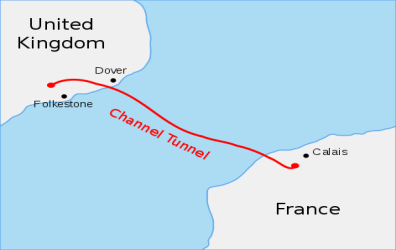 United
Kingdom
Dover
Folkestone
Channel Tunnel
Calais
France